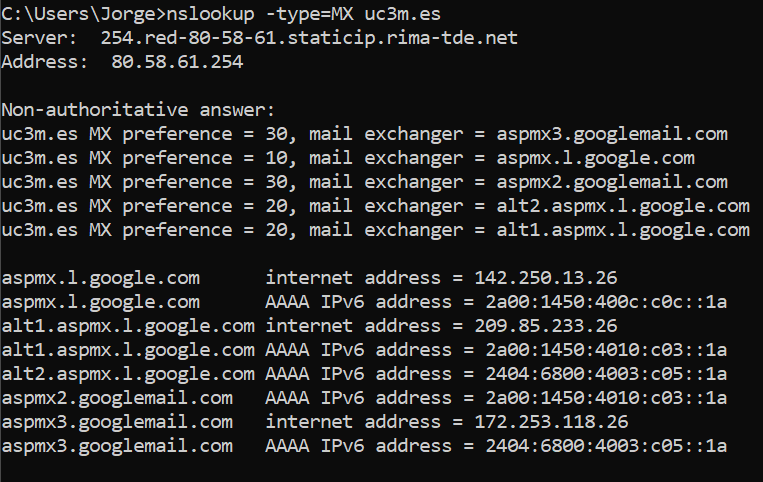 C:\Users\Jorge>nslookup -type=MX uc3m.es
Server:  254.red-80-58-61.staticip.rima-tde.net
Address:  80.58.61.254

Non-authoritative answer:
uc3m.es MX preference = 30, mail exchanger = aspmx3.googlemail.com
uc3m.es MX preference = 10, mail exchanger = aspmx.l.google.com
uc3m.es MX preference = 30, mail exchanger = aspmx2.googlemail.com
uc3m.es MX preference = 20, mail exchanger = alt2.aspmx.l.google.com
uc3m.es MX preference = 20, mail exchanger = alt1.aspmx.l.google.com

aspmx.l.google.com      internet address = 142.250.13.26
aspmx.l.google.com      AAAA IPv6 address = 2a00:1450:400c:c0c::1a
alt1.aspmx.l.google.com internet address = 209.85.233.26
alt1.aspmx.l.google.com AAAA IPv6 address = 2a00:1450:4010:c03::1a
alt2.aspmx.l.google.com AAAA IPv6 address = 2404:6800:4003:c05::1a
aspmx2.googlemail.com   AAAA IPv6 address = 2a00:1450:4010:c03::1a
aspmx3.googlemail.com   internet address = 172.253.118.26
aspmx3.googlemail.com   AAAA IPv6 address = 2404:6800:4003:c05::1a